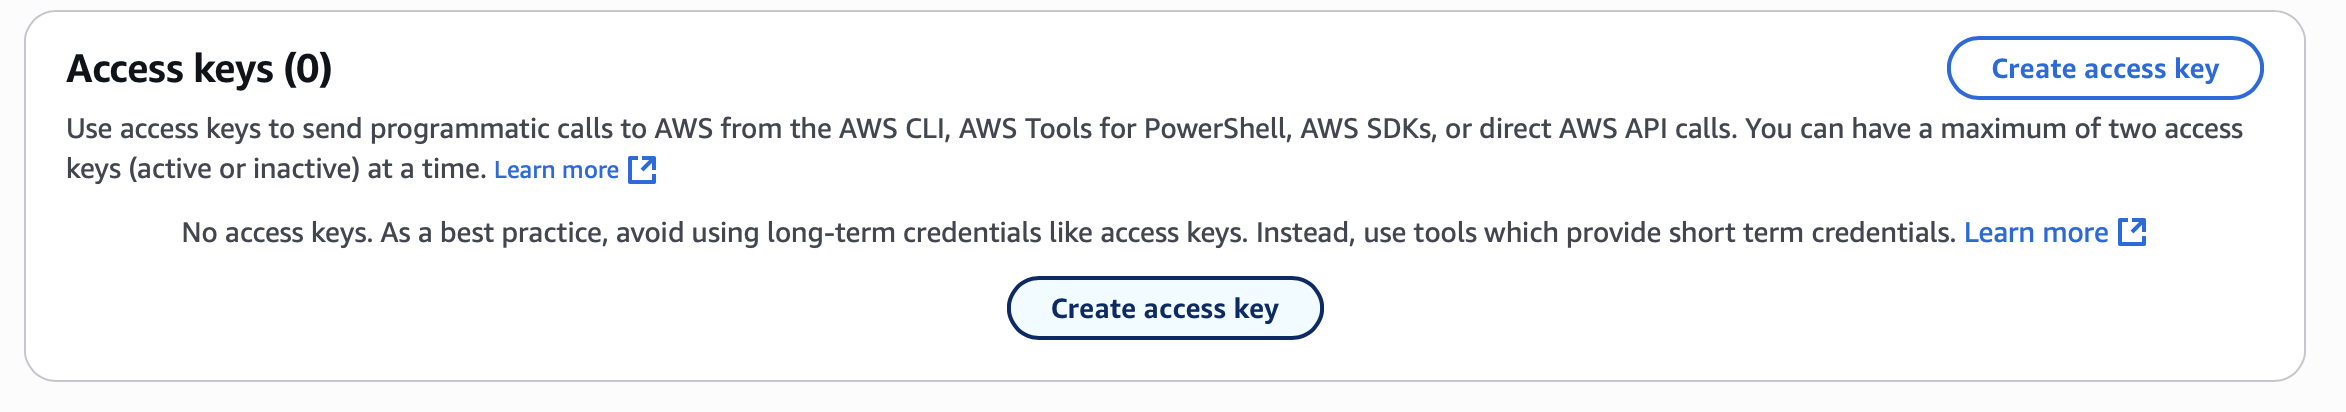 Access keys (0)
Create access key
Use access keys to send programmatic calls to AWS from the AWS CLI, AWS Tools for PowerShell, AWS SDKs, or direct AWS API calls. You can have a maximum of two access
keys (active or inactive) at a time. Learn more
No access keys. As a best practice, avoid using long-term credentials like access keys. Instead, use tools which provide short term credentials. Learn more
Create access key